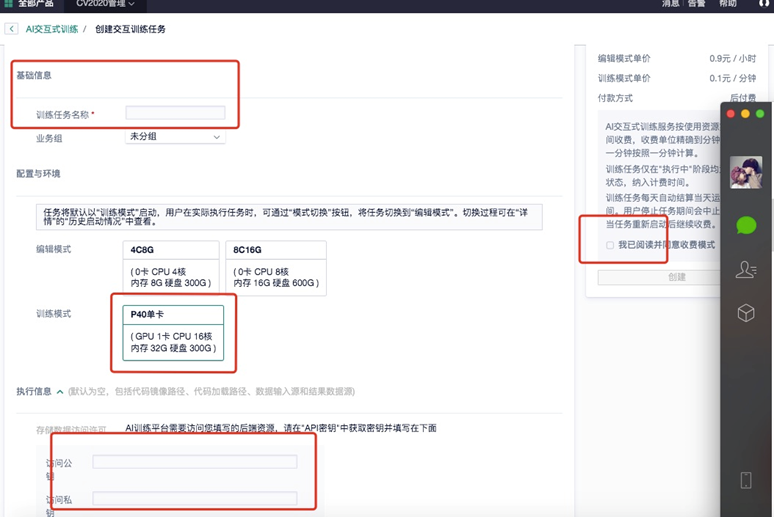 全部产品
CV2020管理
消息
告警
帮助
AI交互式训练 / 创建交互训练任务
基础信息
训练任务名称 *
业务组
未分组
配置与环境
任务将默认以“训练模式”启动，用户在实际执行任务时，可通过“模式切换”按钮，将任务切换到“编辑模式”。切换过程可在“详
情”的“历史启动情况”中查看。
编辑模式
4C8G
( 0卡 CPU 4核
内存 8G 硬盘 300G )
8C16G
( 0卡 CPU 8核
内存 16G 硬盘 600G )
训练模式
P40单卡
( GPU 1卡 CPU 16核
内存 32G 硬盘 300G )
执行信息
(默认为空，包括代码镜像路径、代码加载路径、数据输入源和结果数据源)
存储数据访问许可
AI训练平台需要访问您填写的后端资源，请在"API密钥"中获取密钥并填写在下面
访问公
钥
访问私
钥
编辑模式单价
0.9元 / 小时
训练模式单价
0.1元 / 分钟
付款方式
后付费
AI交互式训练服务按使用资源
间收费，收费单位精确到分钟
一分钟按照一分钟计算。
训练任务仅在"执行中"阶段均
状态，纳入计费时间。
训练任务每天自动结算当天运
间。用户停止任务期间会中止
当任务重新启动后继续收费。
我已阅读并同意收费模式
创建